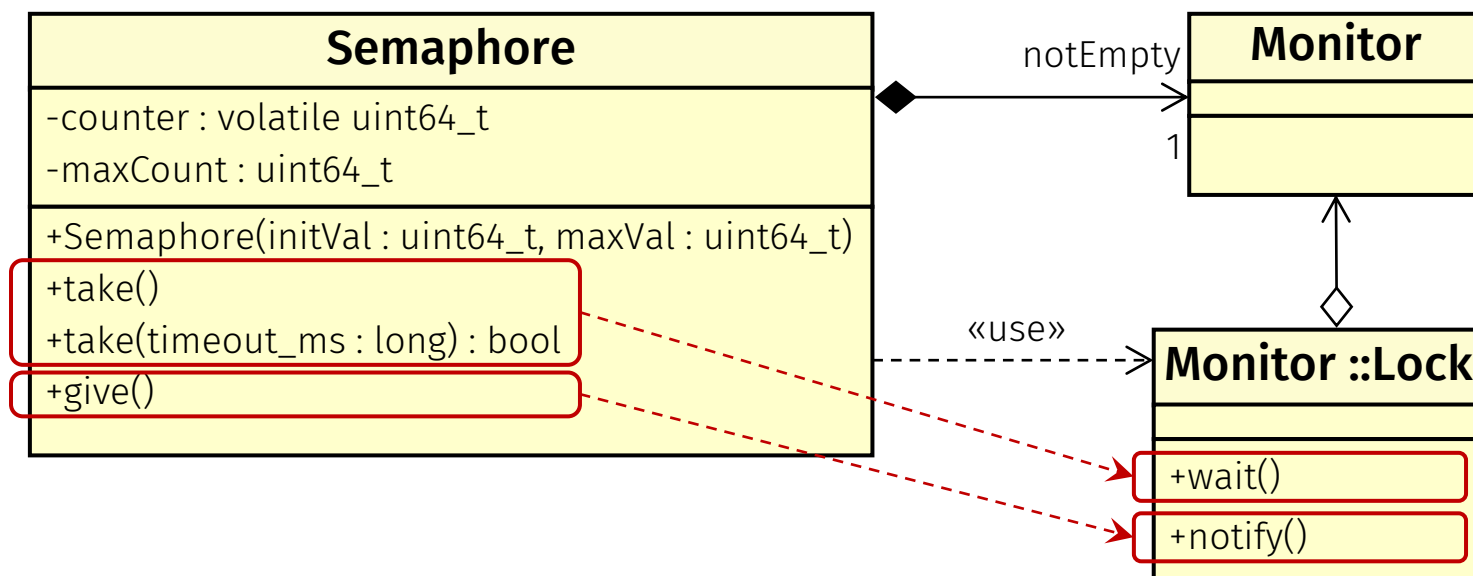 Semaphore
-counter : volatile uint64_t
-maxCount : uint64_t
+Semaphore(initVal : uint64_t, maxVal : uint64_t)
+take()
+take(timeout_ms : long) : bool
+give()
notEmpty
1
Monitor
«use»
Monitor ::Lock
+wait()
+notify()